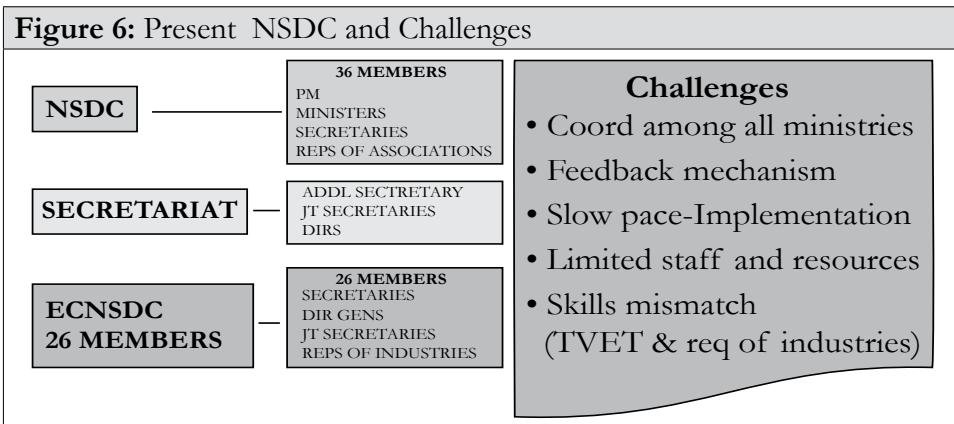 Figure 6: Present NSDC and Challenges
NSDC
36 MEMBERS
PM
MINISTERS
SECRETARIES
REPS OF ASSOCIATIONS
SECRETARIAT
ADDL SECTRETARY
JT SECRETARIES
DIRS
ECNSDC
26 MEMBERS
26 MEMBERS
SECRETARIES
DIR GENS
JT SECRETARIES
REPS OF INDUSTRIES
Challenges
• Coord among all ministries
• Feedback mechanism
• Slow pace-Implementation
• Limited staff and resources
• Skills mismatch
(TVET & req of industries)